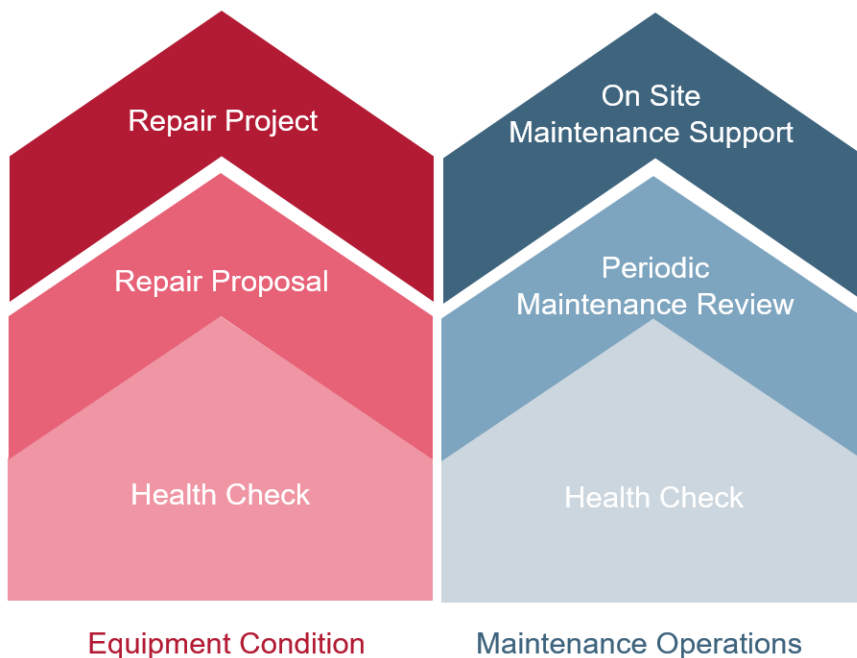 Repair Project
Repair Proposal
Health Check
Equipment Condition
On Site
Maintenance Support
Periodic
Maintenance Review
Health Check
Maintenance Operations